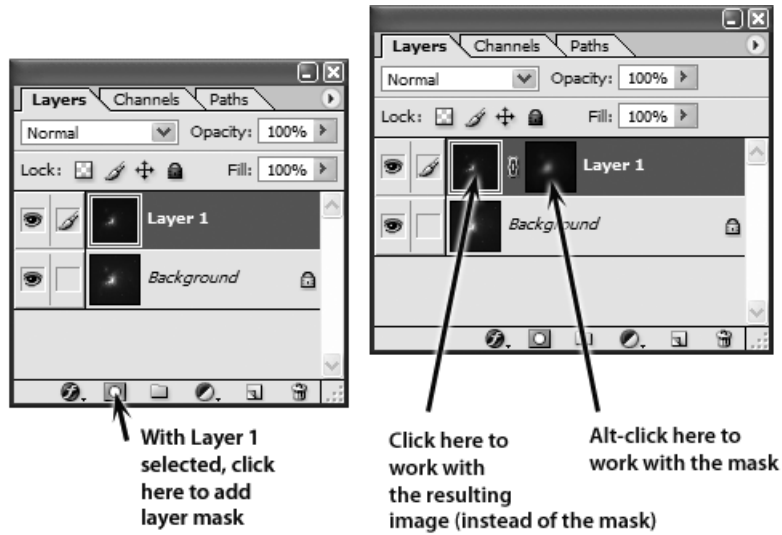 Layers Channels Paths
Normal Opacity: 100%
Lock: Fill: 100%
Layer 1
Background
With Layer 1
selected, click
here to add
layer mask
Layers Channels Paths
Normal Opacity: 100%
Lock: Fill: 100%
Layer 1
Background
Click here to
work with
the resulting
image (instead of the mask)
Alt-click here to
work with the mask